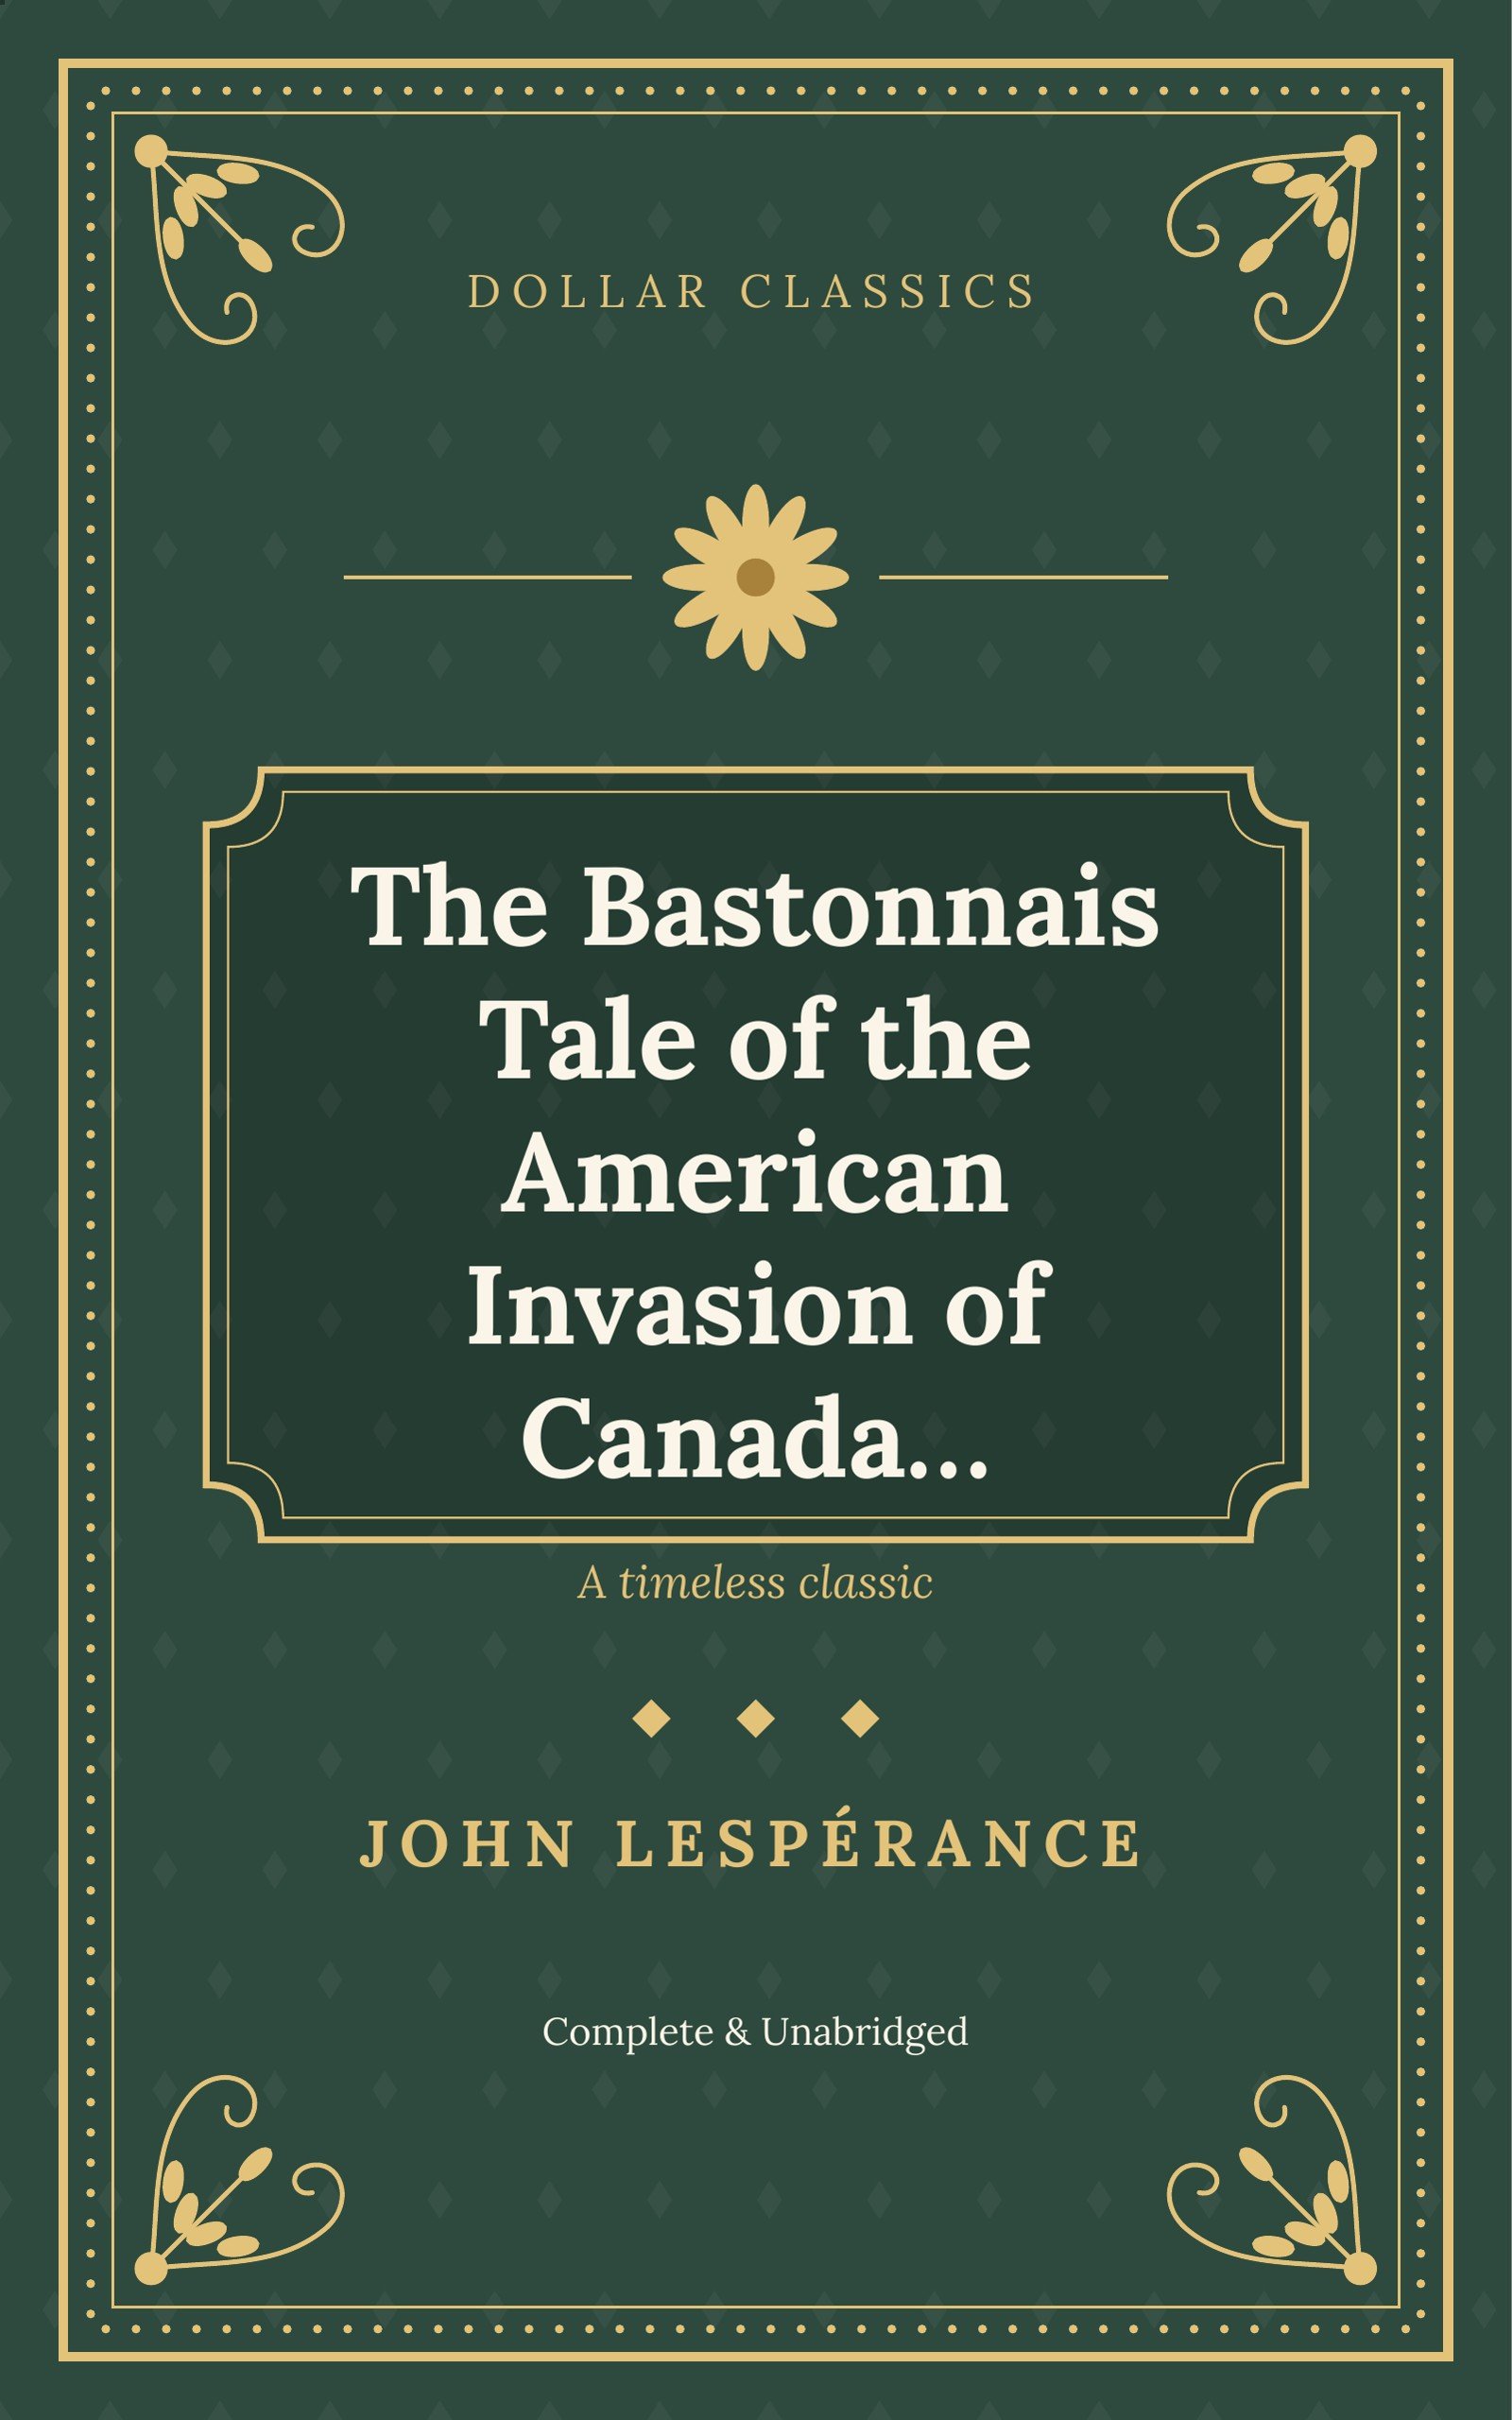 DOLLAR CLASSICS
The Bastonnais
Tale of the
American
Invasion of
Canada...
A timeless classic
JOHN LESPÉRANCE
Complete & Unabridged